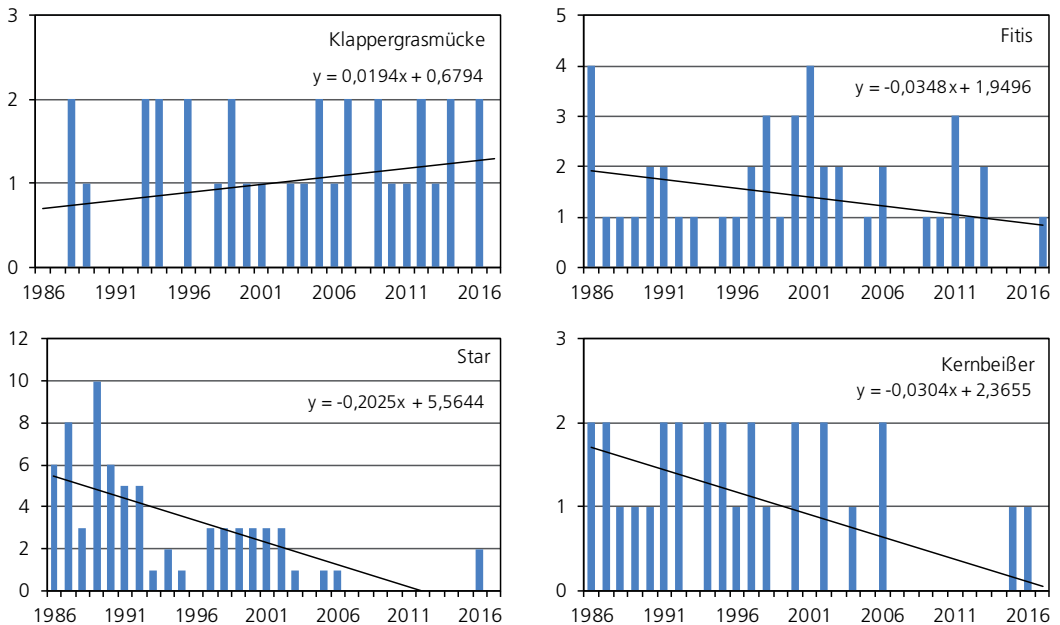 3
2
1
0
Klappergrasmücke
y = 0,0194x + 0,6794
1986 1991 1996 2001 2006 2011 2016
5
4
3
2
1
0
Fitis
y = -0,0348x + 1,9496
1986 1991 1996 2001 2006 2011 2016
12
10
8
6
4
2
0
Star
y = -0,2025x + 5,5644
1986 1991 1996 2001 2006 2011 2016
3
2
1
0
Kernbeißer
y = -0,0304x + 2,3655
1986 1991 1996 2001 2006 2011 2016